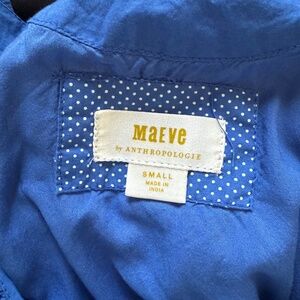 MAEVE
by ANTHROPOLOGIE
SMALL
MADE IN
INDIA